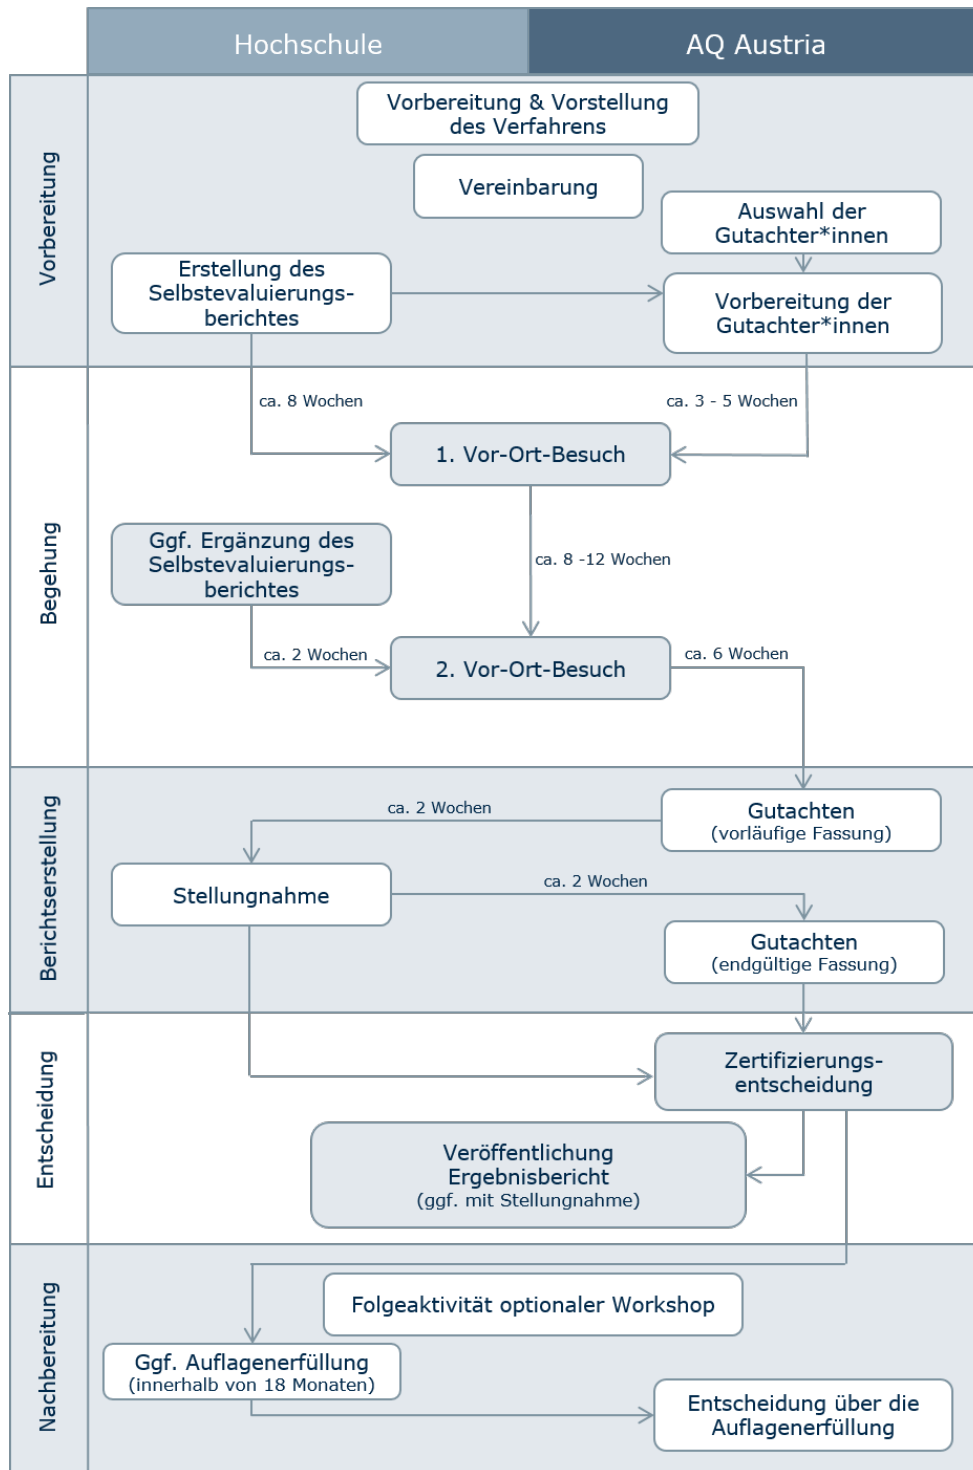 Hochschule
AQ Austria
Vorbereitung
Vorbereitung & Vorstellung
des Verfahrens
Vereinbarung
Auswahl der
Gutachter*innen
Erstellung des
Selbstevaluierungs-
berichtes
Vorbereitung der
Gutachter*innen
Begehung
ca. 8 Wochen
ca. 3 - 5 Wochen
1. Vor-Ort-Besuch
Ggf. Ergänzung des
Selbstevaluierungs-
berichtes
ca. 8 -12 Wochen
ca. 2 Wochen
2. Vor-Ort-Besuch
ca. 6 Wochen
Berichtserstellung
ca. 2 Wochen
Gutachten
(vorläufige Fassung)
Stellungnahme
ca. 2 Wochen
Gutachten
(endgültige Fassung)
Entscheidung
Zertifizierungs-
entscheidung
Veröffentlichung
Ergebnisbericht
(ggf. mit Stellungnahme)
Nachbereitung
Folgeaktivität optionaler Workshop
Ggf. Auflagenerfüllung
(innerhalb von 18 Monaten)
Entscheidung über die
Auflagenerfüllung